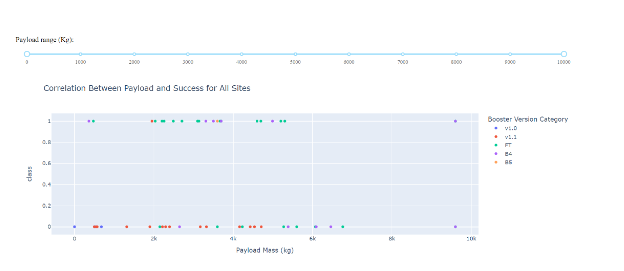 Payload range (Kg):
0 1000 2000 3000 4000 5000 6000 7000 8000 9000 10000
Correlation Between Payload and Success for All Sites
Booster Version Category
v1.0
v1.1
FT
B4
B5
1
0.8
0.6
0.4
0.2
0
class
0 2k 4k 6k 8k 10k
Payload Mass (kg)